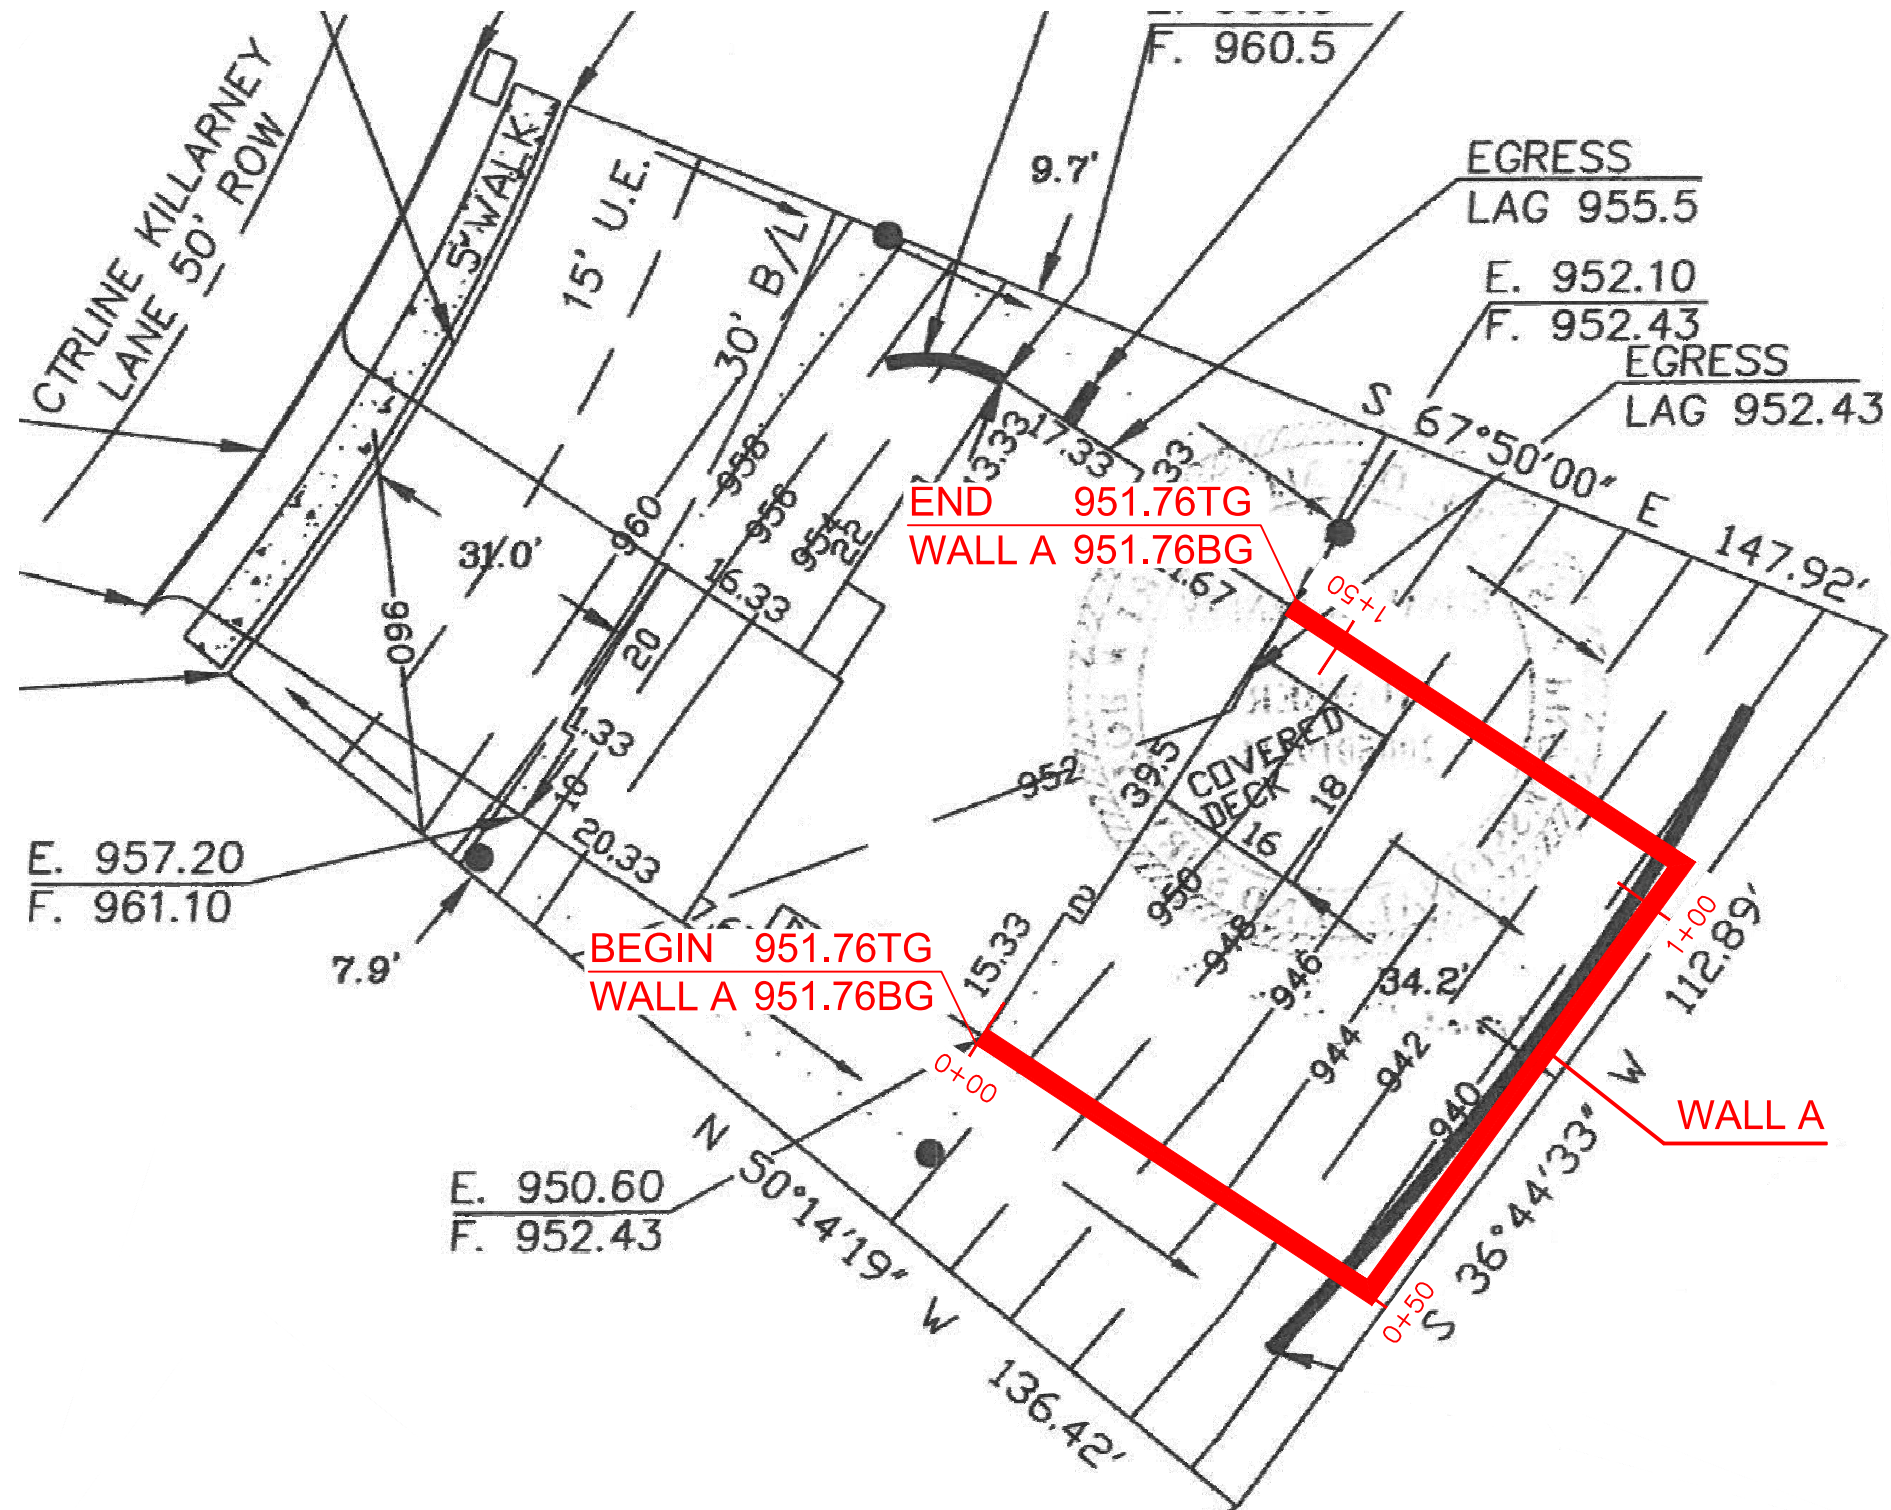 F. 960.5
CTRLINE KILLARNEY
LANE 50' ROW
5' WALK
15' U.E.
30' B/L
9.7'
EGRESS
LAG 955.5
E. 952.10
F. 952.43
EGRESS
LAG 952.43
S 67°50'00" E 147.92'
13.33
17.33
33
END 951.76TG
WALL A 951.76BG
1+50
960
958
956
954
22
31.0'
16.33
20
960
1.33
10
20.33
952
39.5
COVERED
DECK
18
16
12
15.33
950
948
946
944
942
940
34.2'
E. 957.20
F. 961.10
7.9'
BEGIN 951.76TG
WALL A 951.76BG
0+00
1+00
112.89'
WALL A
S 36°44'33" W
0+50
E. 950.60
F. 952.43
N 50°14'19" W
136.42'